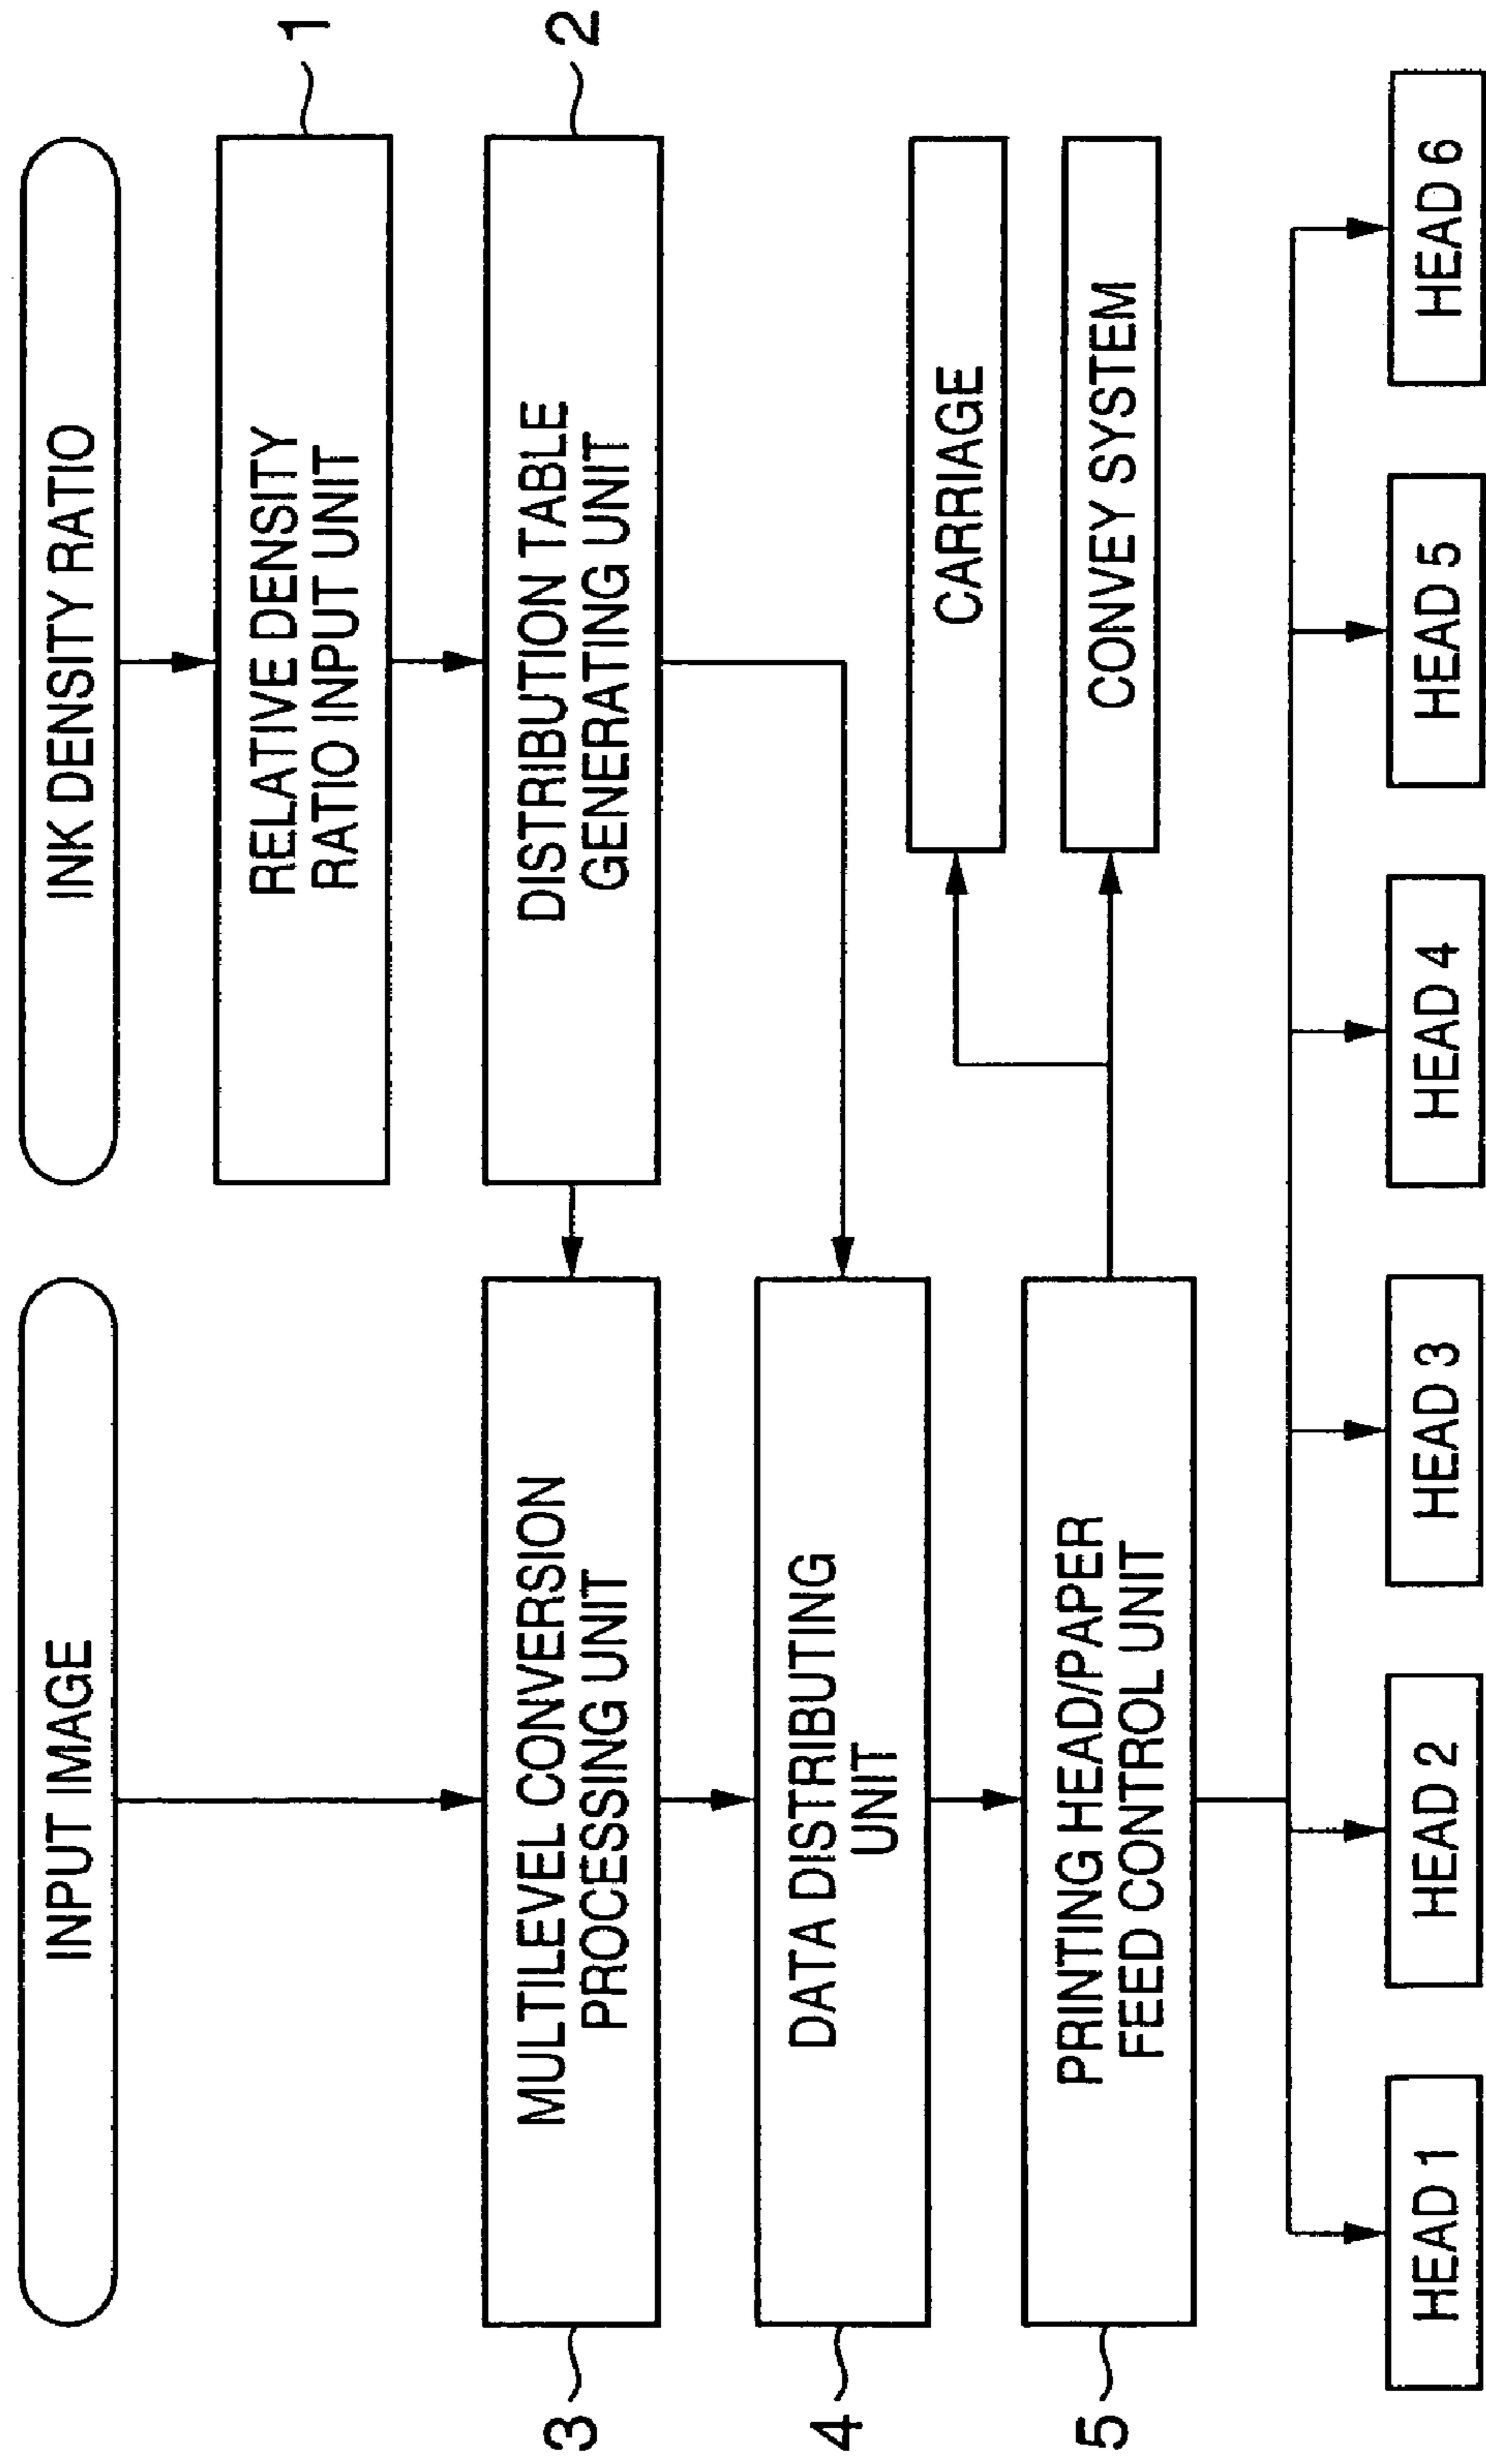 INPUT IMAGE
INK DENSITY RATIO
RELATIVE DENSITY
RATIO INPUT UNIT
1
3
MULTILEVEL CONVERSION
PROCESSING UNIT
DISTRIBUTION TABLE
GENERATING UNIT
2
4
DATA DISTRIBUTING
UNIT
CARRIAGE
5
PRINTING HEAD/PAPER
FEED CONTROL UNIT
CONVEY SYSTEM
HEAD 1
HEAD 2
HEAD 3
HEAD 4
HEAD 5
HEAD 6